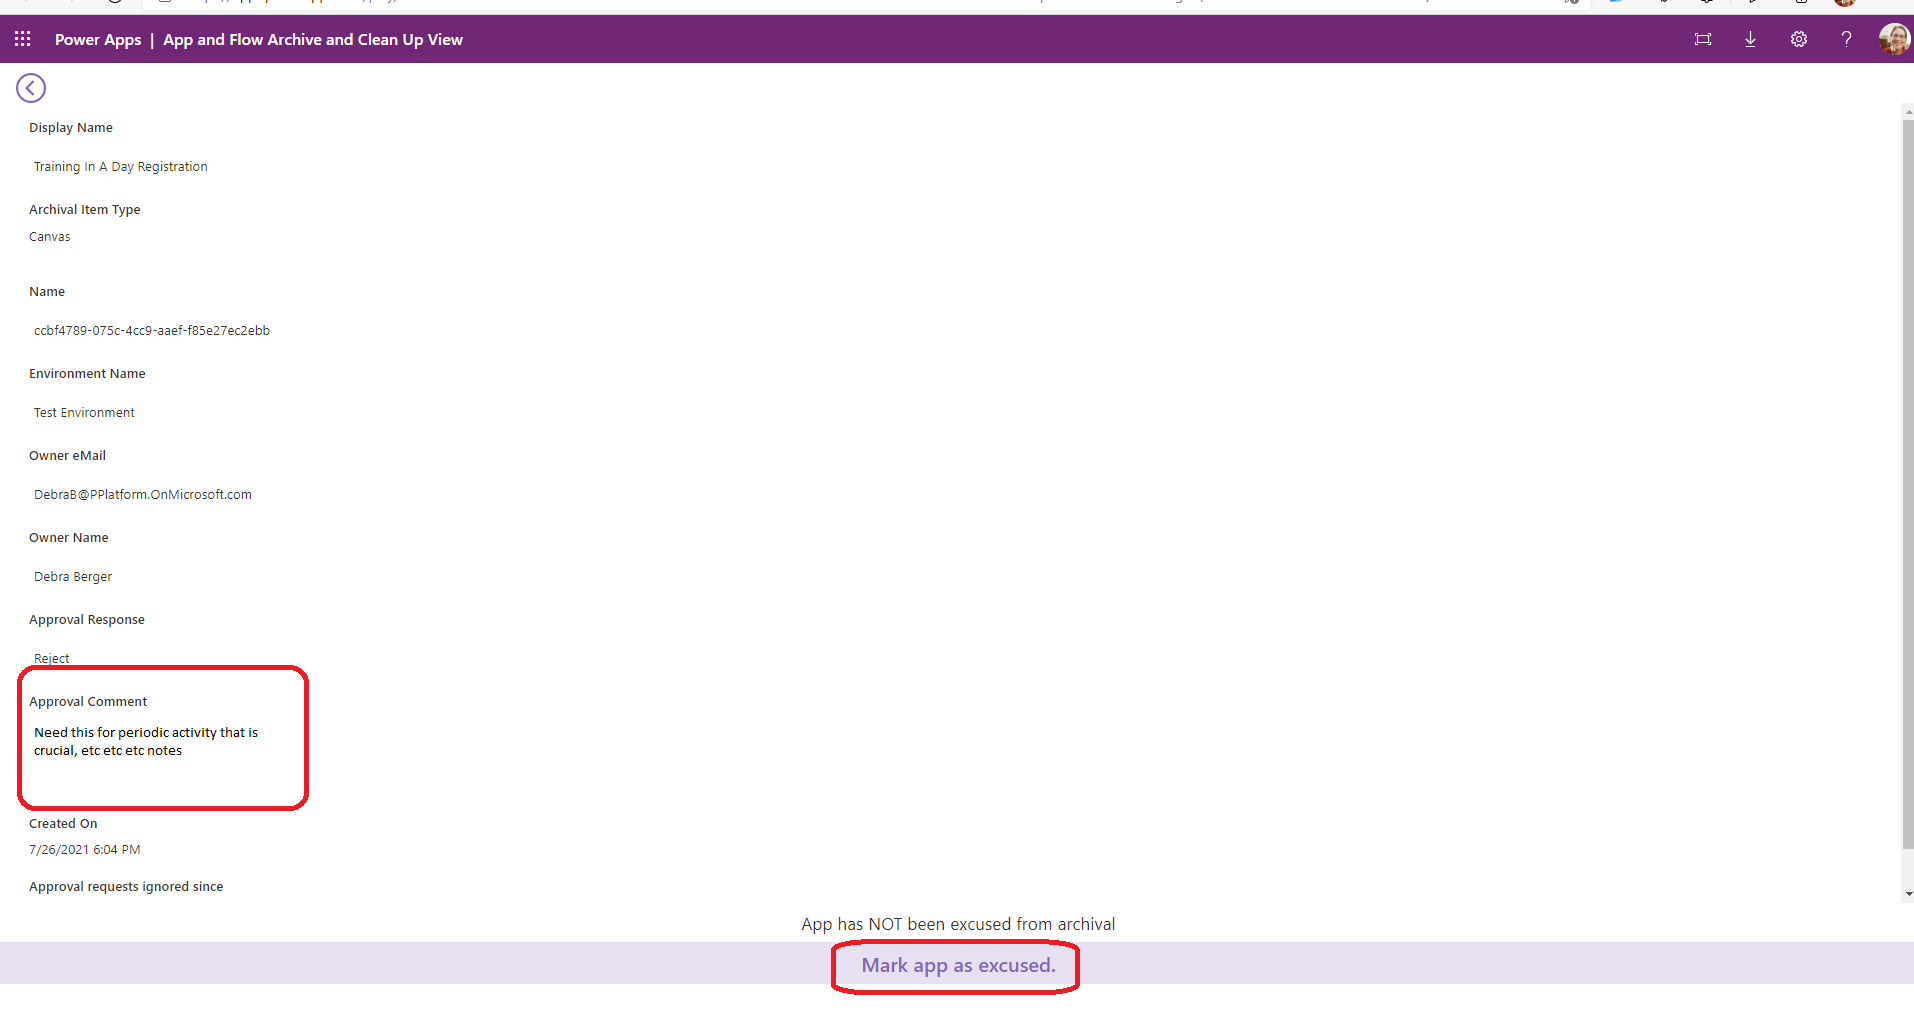 Power Apps | App and Flow Archive and Clean Up View
?
Display Name
Training In A Day Registration
Archival Item Type
Canvas
Name
ccbf4789-075c-4cc9-aaef-f85e27ec2ebb
Environment Name
Test Environment
Owner eMail
DebraB@PPlatform.OnMicrosoft.com
Owner Name
Debra Berger
Approval Response
Reject
Approval Comment
Need this for periodic activity that is
crucial, etc etc etc notes
Created On
7/26/2021 6:04 PM
Approval requests ignored since
App has NOT been excused from archival
Mark app as excused.